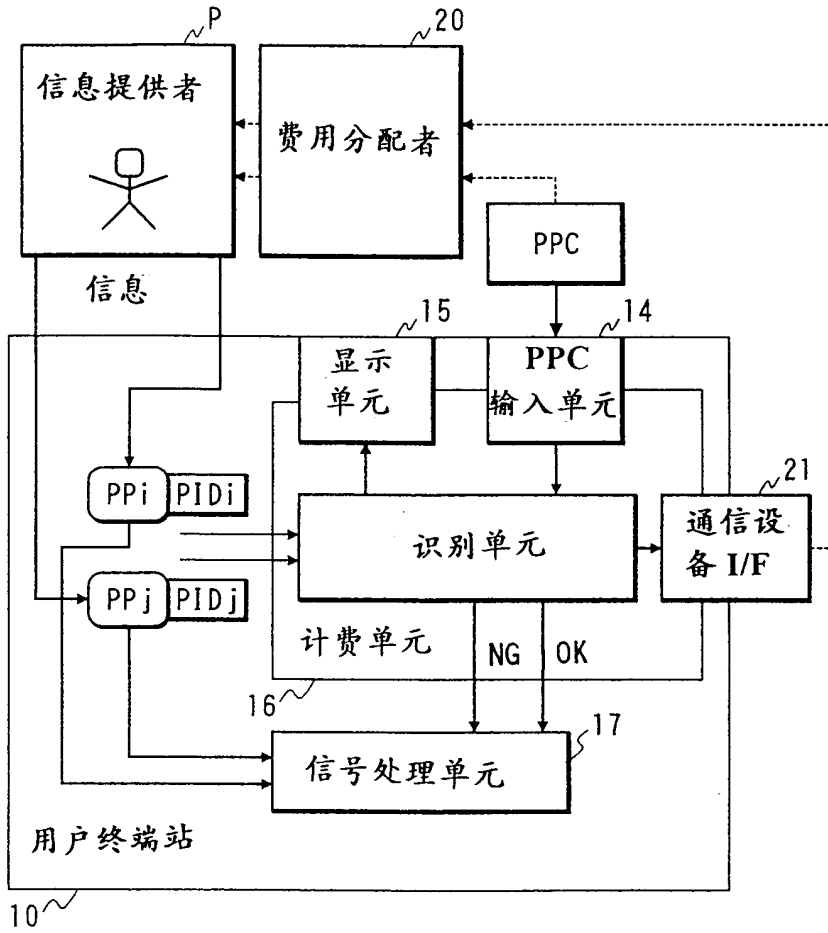 P
20
信息提供者
费用分配者
PPC
信息
15
14
显示
单元
PPC
输入单元
PPi
PIDi
21
识别单元
通信设
备 I/F
PPj
PIDj
计费单元
NG
OK
16
17
信号处理单元
用户终端站
10